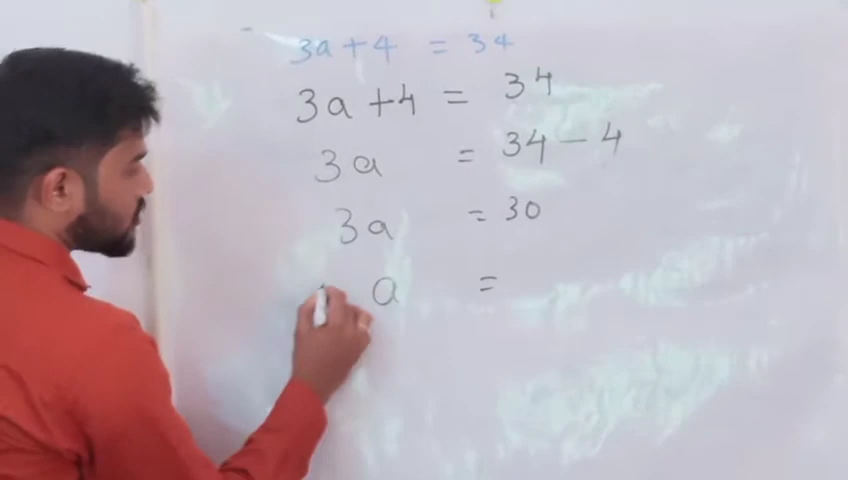 3a + 4 = 34
3a + 4 = 34
3a = 34 - 4
3a = 30
a =